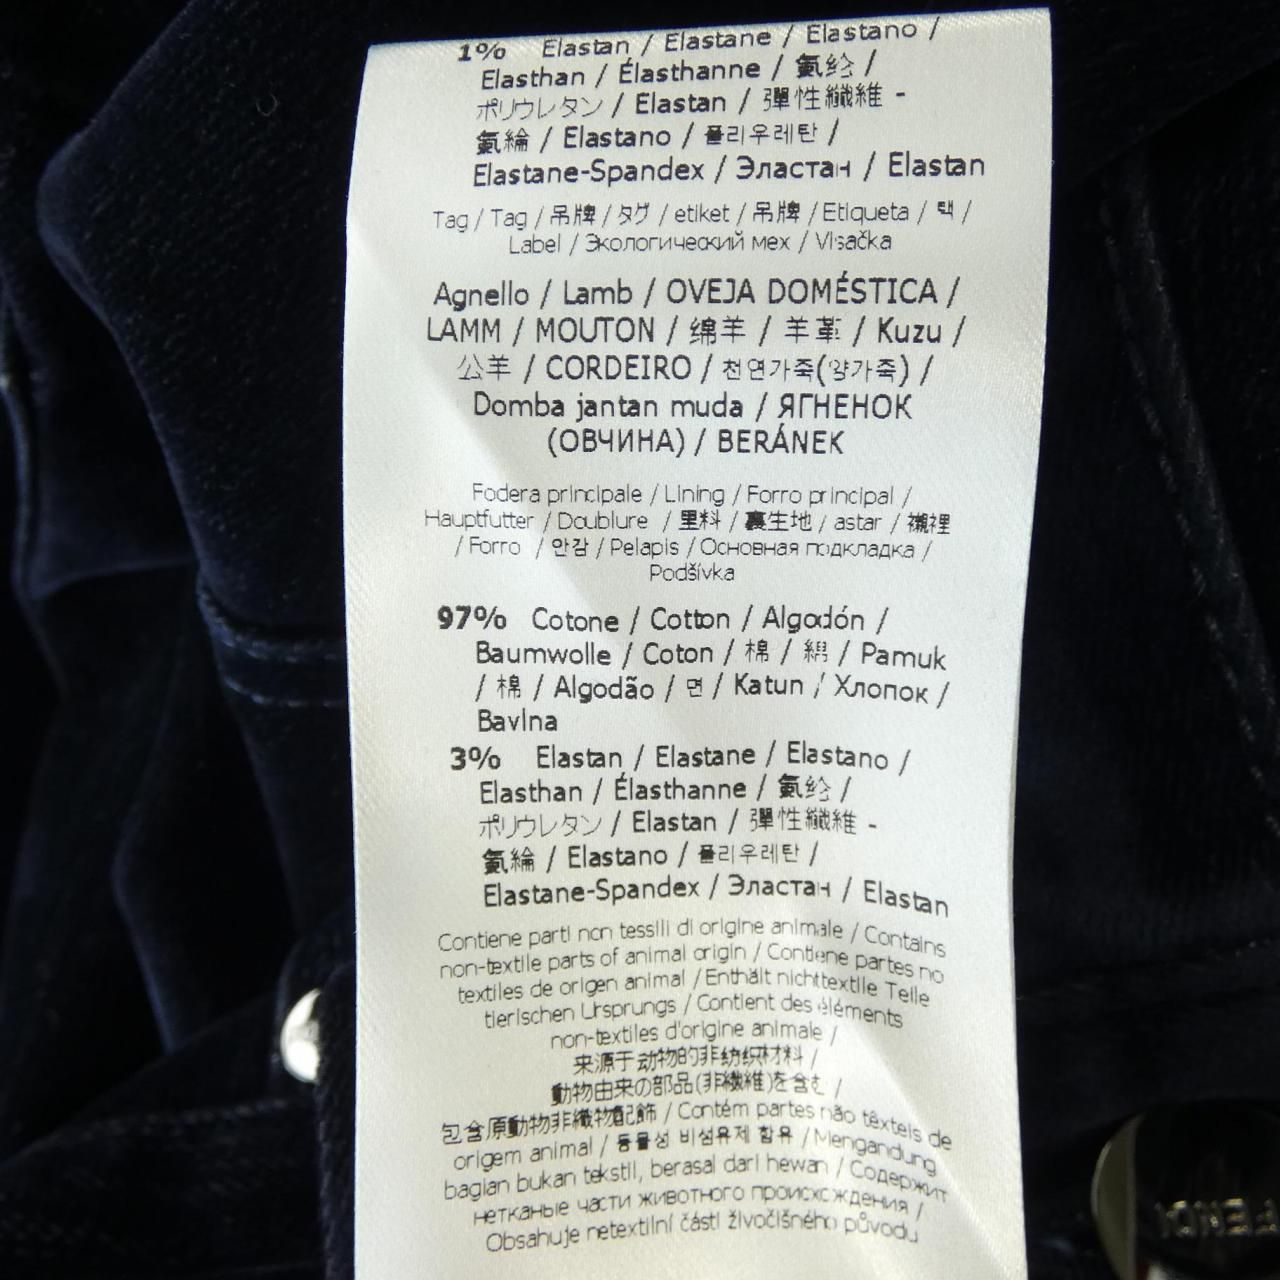 1% Elastan / Elastane / Elastano /
Elasthan / Élasthanne / 氨纶 /
ポリウレタン / Elastan / 彈性纖維 -
氨綸 / Elastano / 폴리우레탄 /
Elastane-Spandex / Эластан / Elastan
Tag / Tag / 吊牌 / タグ / etiket / 吊牌 / Etiqueta / 택 /
Label / Экологический мех / Visačka
Agnello / Lamb / OVEJA DOMÉSTICA /
LAMM / MOUTON / 绵羊 / 羊革 / Kuzu /
公羊 / CORDEIRO / 천연가죽(양가죽) /
Domba jantan muda / ЯГНЕНОК
(ОВЧИНА) / BERÁNEK
Fodera principale / Lining / Forro principal /
Hauptfutter / Doublure / 里料 / 裏生地 / astar / 襯裡
/ Forro / 안감 / Pelapis / Основная подкладка /
Podšívka
97% Cotone / Cotton / Algodón /
Baumwolle / Coton / 棉 / 綿 / Pamuk
/ 棉 / Algodão / 면 / Katun / Хлопок /
Bavlna
3% Elastan / Elastane / Elastano /
Elasthan / Élasthanne / 氨纶 /
ポリウレタン / Elastan / 彈性纖維 -
氨綸 / Elastano / 폴리우레탄 /
Elastane-Spandex / Эластан / Elastan
Contiene parti non tessili di origine animale / Contains
non-textile parts of animal origin / Contiene partes no
textiles de origen animal / Enthält nichttextile Teile
tierischen Ursprungs / Contient des éléments
non-textiles d'origine animale /
来源于动物的非纺织材料 /
動物由来の部品(非繊維)を含む /
包含原動物非織物配飾 / Contém partes não têxteis de
origem animal / 동물성 비섬유제 함유 / Mengandung
bagian bukan tekstil, berasal dari hewan / Содержит
нетканые части животного происхождения /
Obsahuje netextilní části živočišného původu
FENDI